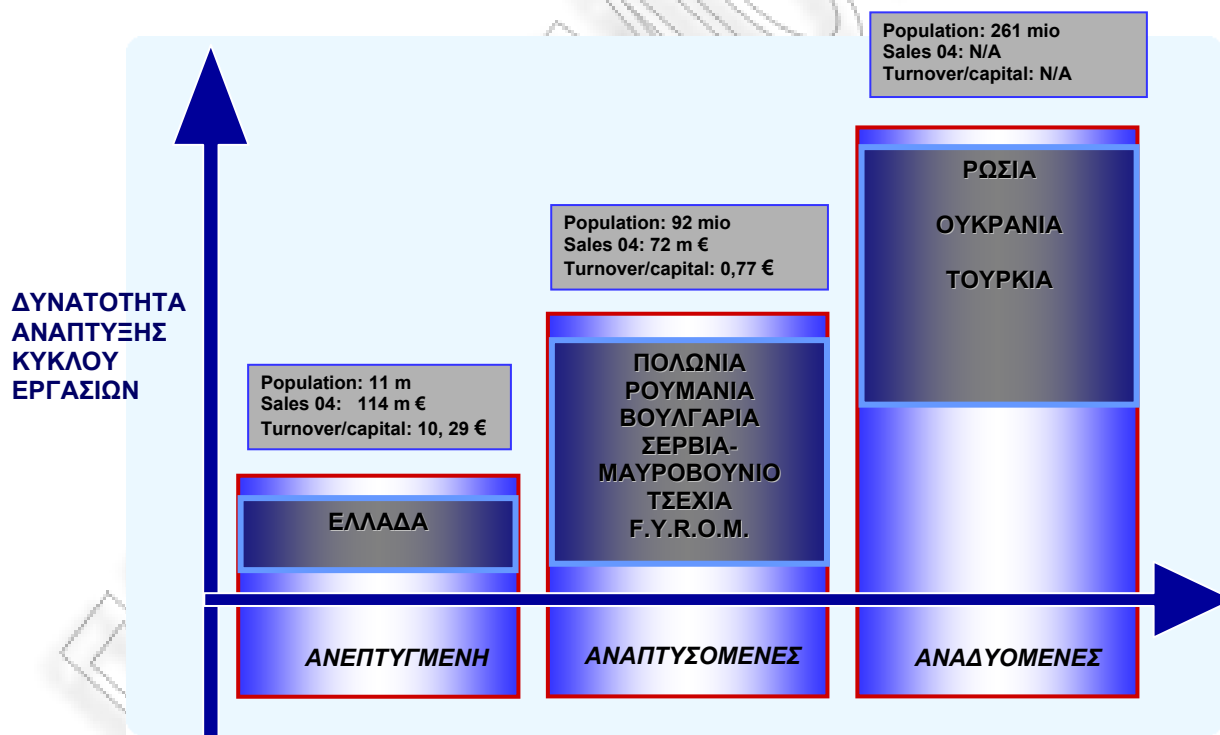 Population: 261 mio
Sales 04: N/A
Turnover/capital: N/A
ΡΩΣΙΑ
ΟΥΚΡΑΝΙΑ
ΤΟΥΡΚΙΑ
Population: 92 mio
Sales 04: 72 m €
Turnover/capital: 0,77 €
ΠΟΛΩΝΙΑ
ΡΟΥΜΑΝΙΑ
ΒΟΥΛΓΑΡΙΑ
ΣΕΡΒΙΑ-
ΜΑΥΡΟΒΟΥΝΙΟ
ΤΣΕΧΙΑ
F.Y.R.O.M.
ΔΥΝΑΤΟΤΗΤΑ
ΑΝΑΠΤΥΞΗΣ
ΚΥΚΛΟΥ
ΕΡΓΑΣΙΩΝ
Population: 11 m
Sales 04: 114 m €
Turnover/capital: 10, 29 €
ΕΛΛΑΔΑ
ΑΝΕΠΤΥΓΜΕΝΗ
ΑΝΑΠΤΥΣΟΜΕΝΕΣ
ΑΝΑΔΥΟΜΕΝΕΣ